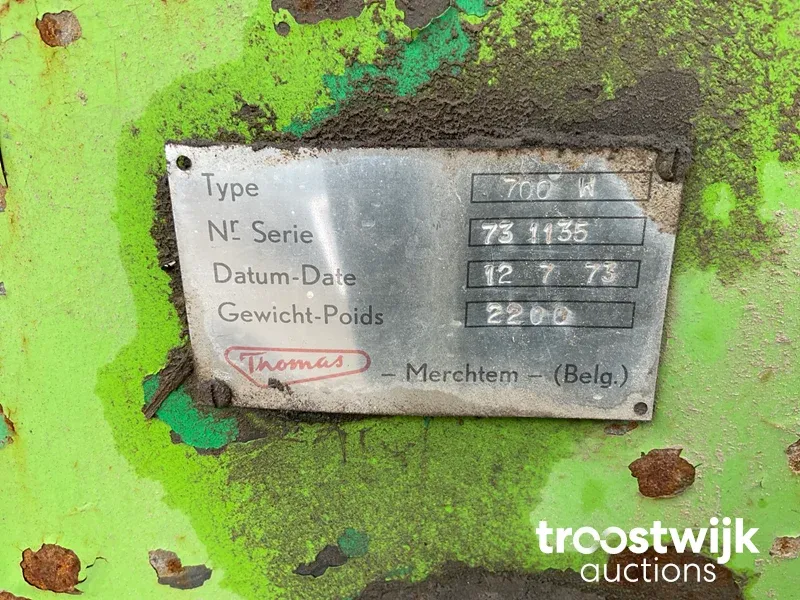 Type 700 W
Nr Serie 73 1135
Datum-Date 12 7 73
Gewicht-Poids 2200
Thomas - Merchtem - (Belg.)
troostwijk
auctions